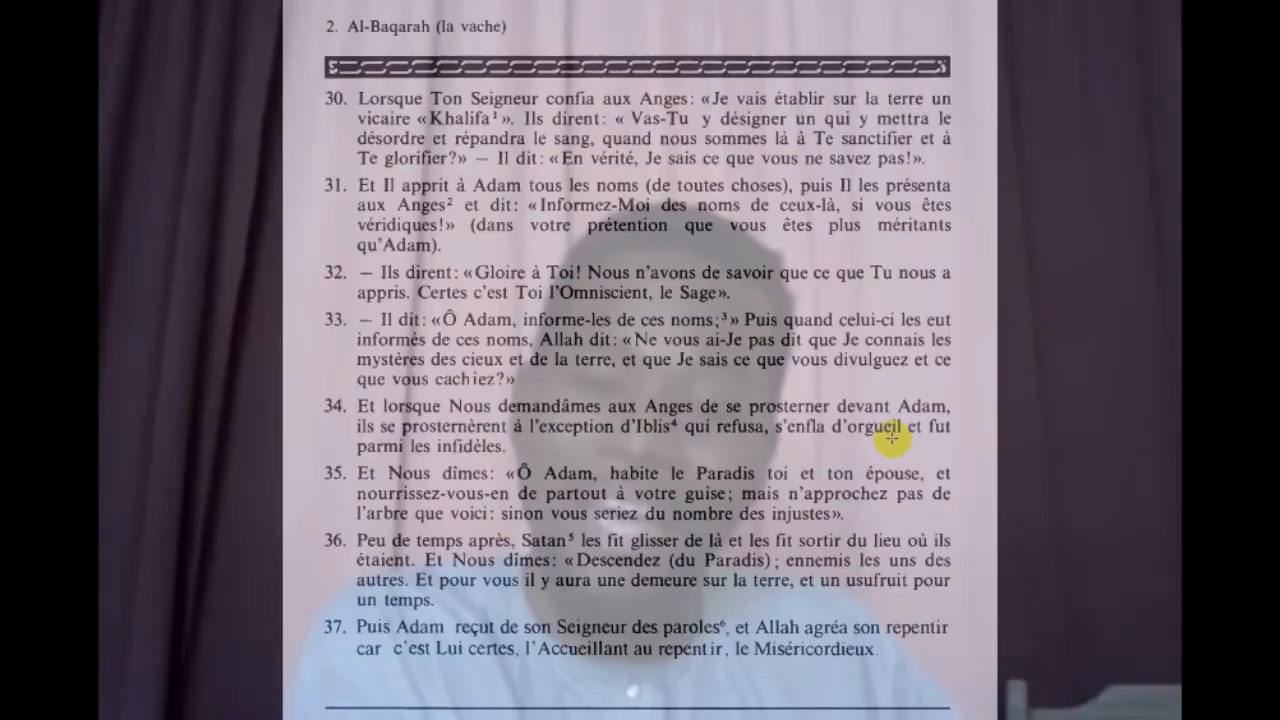 2. Al-Baqarah (la vache)
30. Lorsque Ton Seigneur confia aux Anges: «Je vais établir sur la terre un
vicaire «Khalifa¹». Ils dirent: « Vas-Tu y désigner un qui y mettra le
désordre et répandra le sang, quand nous sommes là à Te sanctifier et à
Te glorifier?» — Il dit: «En vérité, Je sais ce que vous ne savez pas!».
31. Et Il apprit à Adam tous les noms (de toutes choses), puis Il les présenta
aux Anges² et dit: «Informez-Moi des noms de ceux-là, si vous êtes
véridiques!» (dans votre prétention que vous êtes plus méritants
qu'Adam).
32. — Ils dirent: «Gloire à Toi! Nous n'avons de savoir que ce que Tu nous a
appris. Certes c'est Toi l'Omniscient, le Sage».
33. — Il dit: «Ô Adam, informe-les de ces noms;³» Puis quand celui-ci les eut
informés de ces noms, Allah dit: «Ne vous ai-Je pas dit que Je connais les
mystères des cieux et de la terre, et que Je sais ce que vous divulguez et ce
que vous cachiez?»
34. Et lorsque Nous demandâmes aux Anges de se prosterner devant Adam,
ils se prosternèrent à l'exception d'Iblis⁴ qui refusa, s'enfla d'orgueil et fut
parmi les infidèles.
35. Et Nous dîmes: «Ô Adam, habite le Paradis toi et ton épouse, et
nourrissez-vous-en de partout à votre guise; mais n'approchez pas de
l'arbre que voici: sinon vous seriez du nombre des injustes».
36. Peu de temps après, Satan⁵ les fit glisser de là et les fit sortir du lieu où ils
étaient. Et Nous dîmes: «Descendez (du Paradis); ennemis les uns des
autres. Et pour vous il y aura une demeure sur la terre, et un usufruit pour
un temps.
37. Puis Adam reçut de son Seigneur des paroles⁶, et Allah agréa son repentir
car c'est Lui certes, l'Accueillant au repentir, le Miséricordieux.